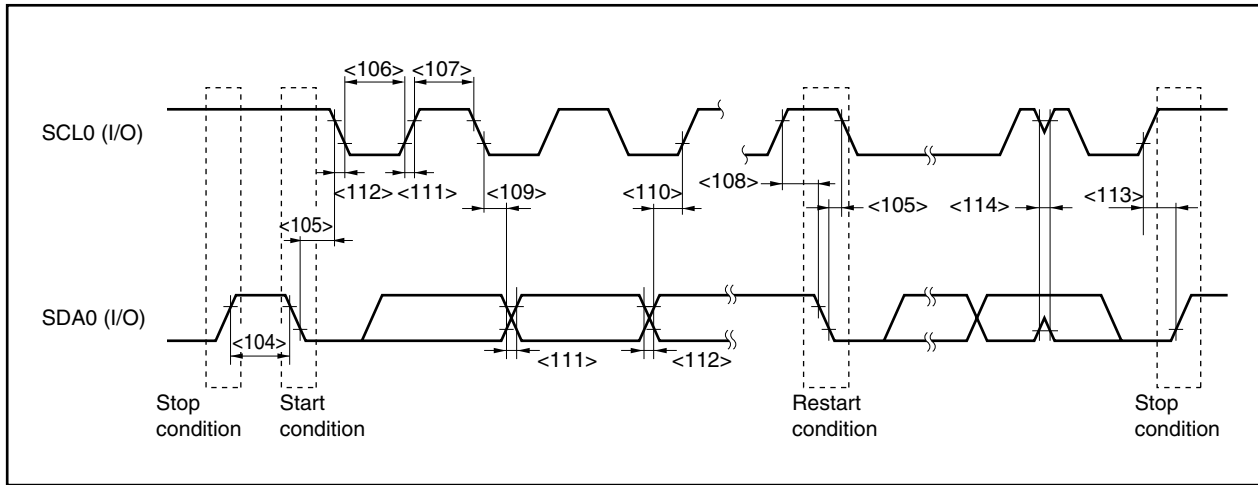 <106> <107>
SCL0 (I/O)
<112> <111> <109> <110> <108>
<105> <105> <114> <113>
SDA0 (I/O)
<104> <111> <112>
Stop
condition
Start
condition
Restart
condition
Stop
condition